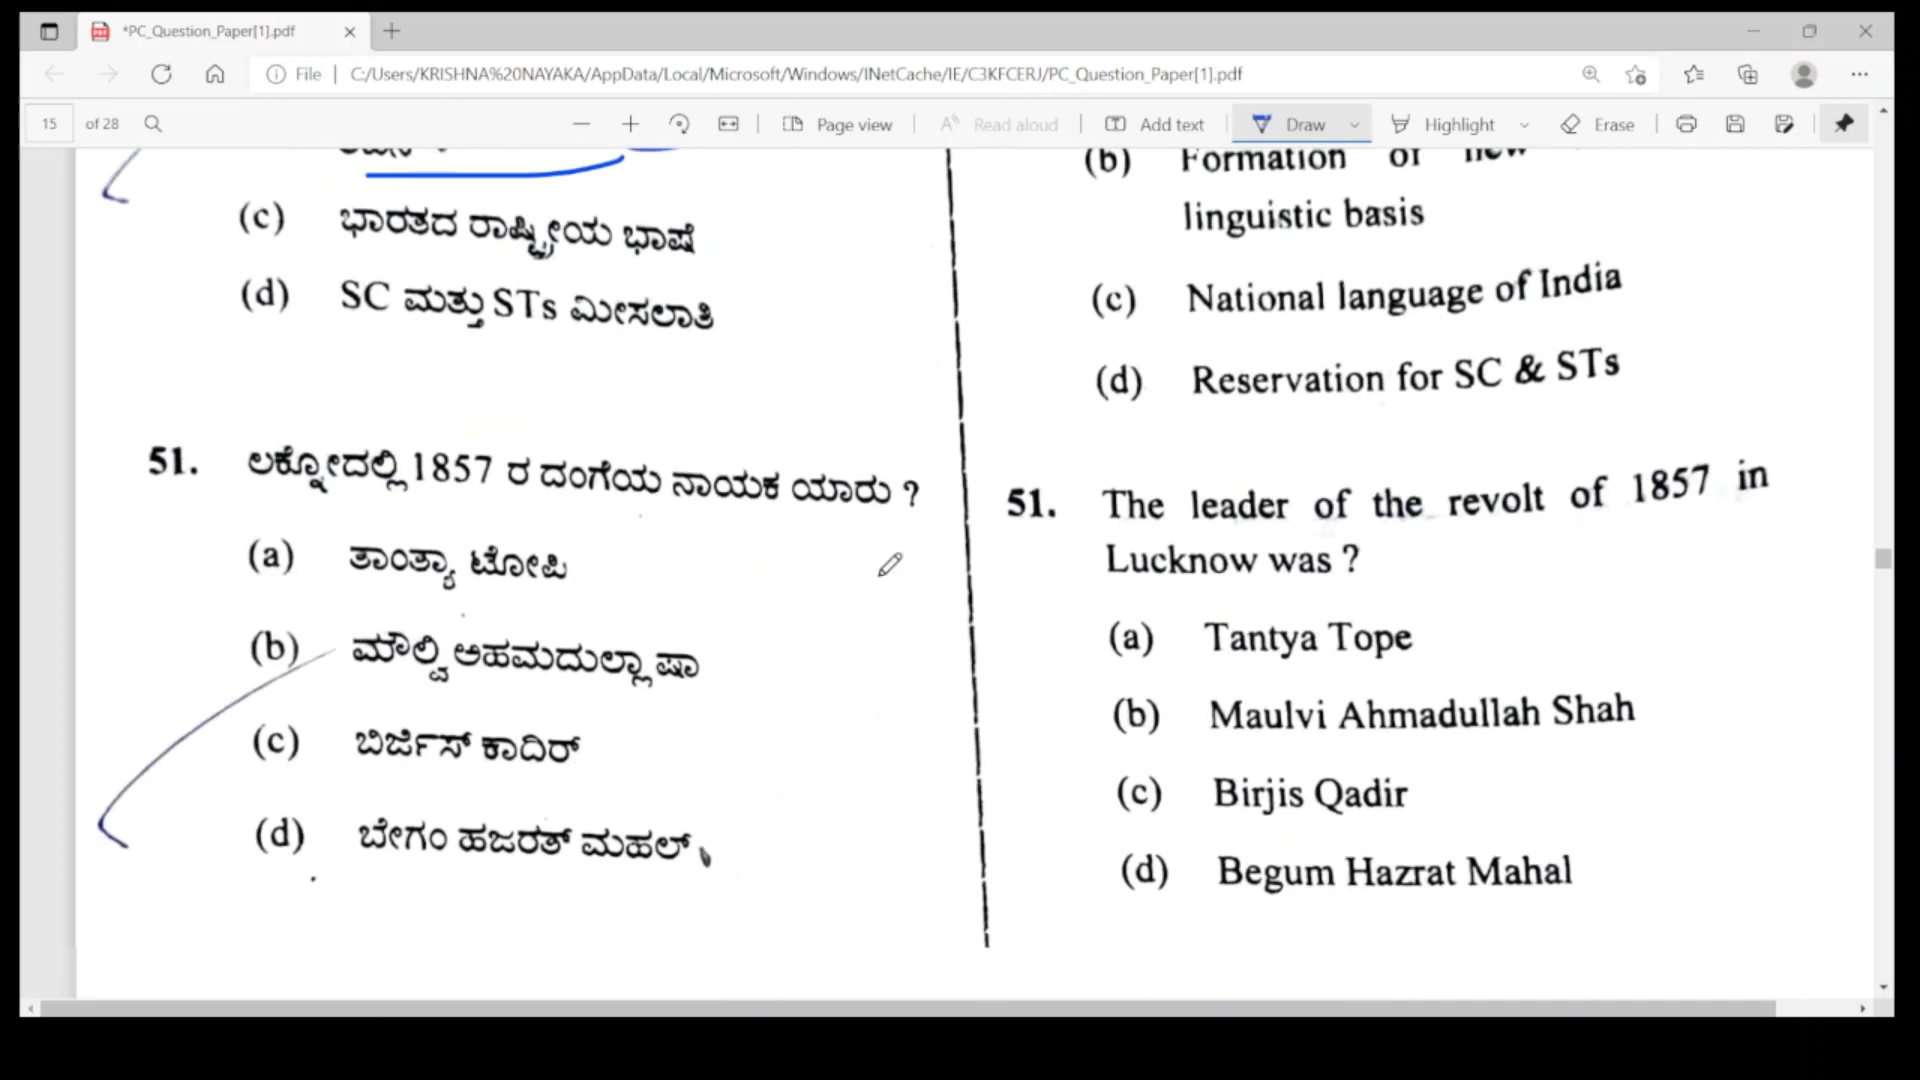 *PC_Question_Paper[1].pdf
File | C:/Users/KRISHNA%20NAYAKA/AppData/Local/Microsoft/Windows/INetCache/IE/C3KFCERJ/PC_Question_Paper[1].pdf
15 of 28 Page view Read aloud Add text Draw Highlight Erase
(c) ಭಾರತದ ರಾಷ್ಟ್ರೀಯ ಭಾಷೆ
(d) SC ಮತ್ತು STs ಮೀಸಲಾತಿ
51. ಲಕ್ನೋದಲ್ಲಿ 1857 ರ ದಂಗೆಯ ನಾಯಕ ಯಾರು ?
(a) ತಾಂತ್ಯಾ ಟೋಪಿ
(b) ಮೌಲ್ವಿ ಅಹಮದುಲ್ಲಾ ಷಾ
(c) ಬಿರ್ಜಿಸ್ ಕಾದಿರ್
(d) ಬೇಗಂ ಹಜರತ್ ಮಹಲ್
(b) Formation of new
linguistic basis
(c) National language of India
(d) Reservation for SC & STs
51. The leader of the revolt of 1857 in
Lucknow was ?
(a) Tantya Tope
(b) Maulvi Ahmadullah Shah
(c) Birjis Qadir
(d) Begum Hazrat Mahal